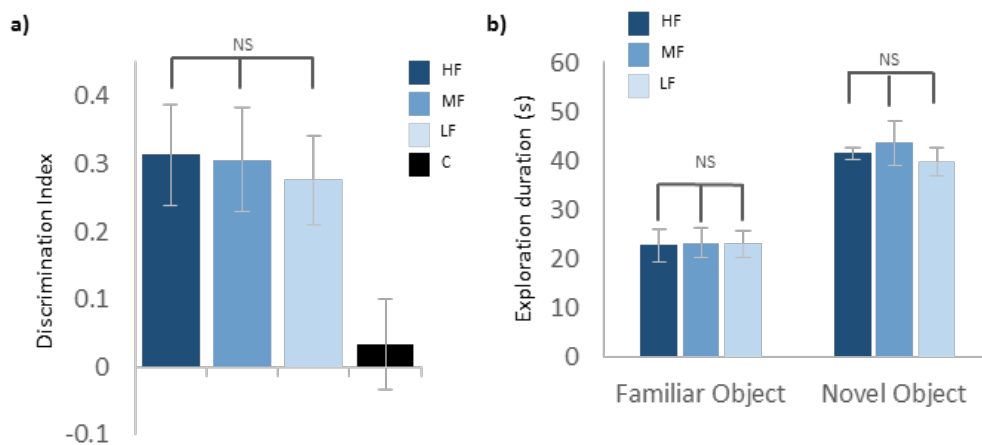 a)
NS
HF
MF
LF
C
Discrimination Index
0.4
0.3
0.2
0.1
0
-0.1
b)
HF
MF
LF
NS
NS
Exploration duration (s)
60
50
40
30
20
10
0
Familiar Object
Novel Object